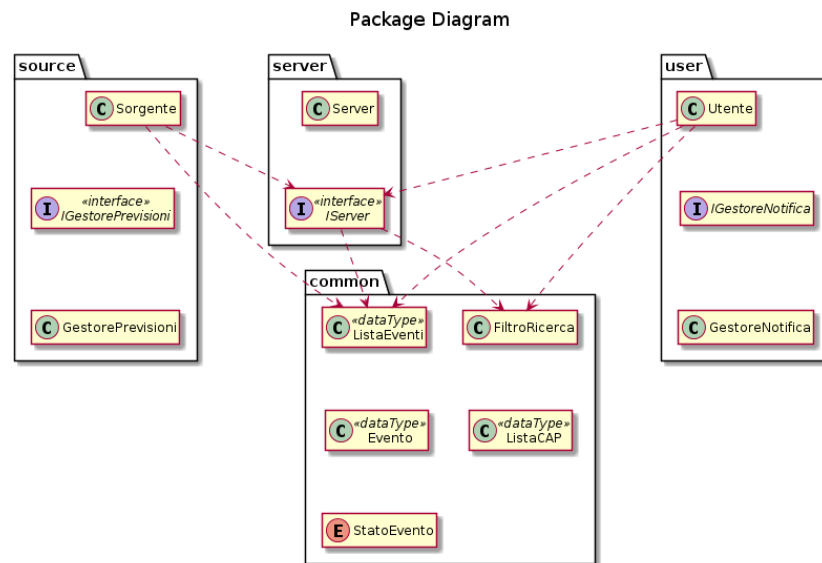 Package Diagram
source
server
user
C Sorgente
C Server
C Utente
I «interface»
IGestorePrevisioni
I «interface»
IServer
I IGestoreNotifica
C GestorePrevisioni
C GestoreNotifica
common
C «dataType»
ListaEventi
C FiltroRicerca
C «dataType»
Evento
C «dataType»
ListaCAP
E StatoEvento